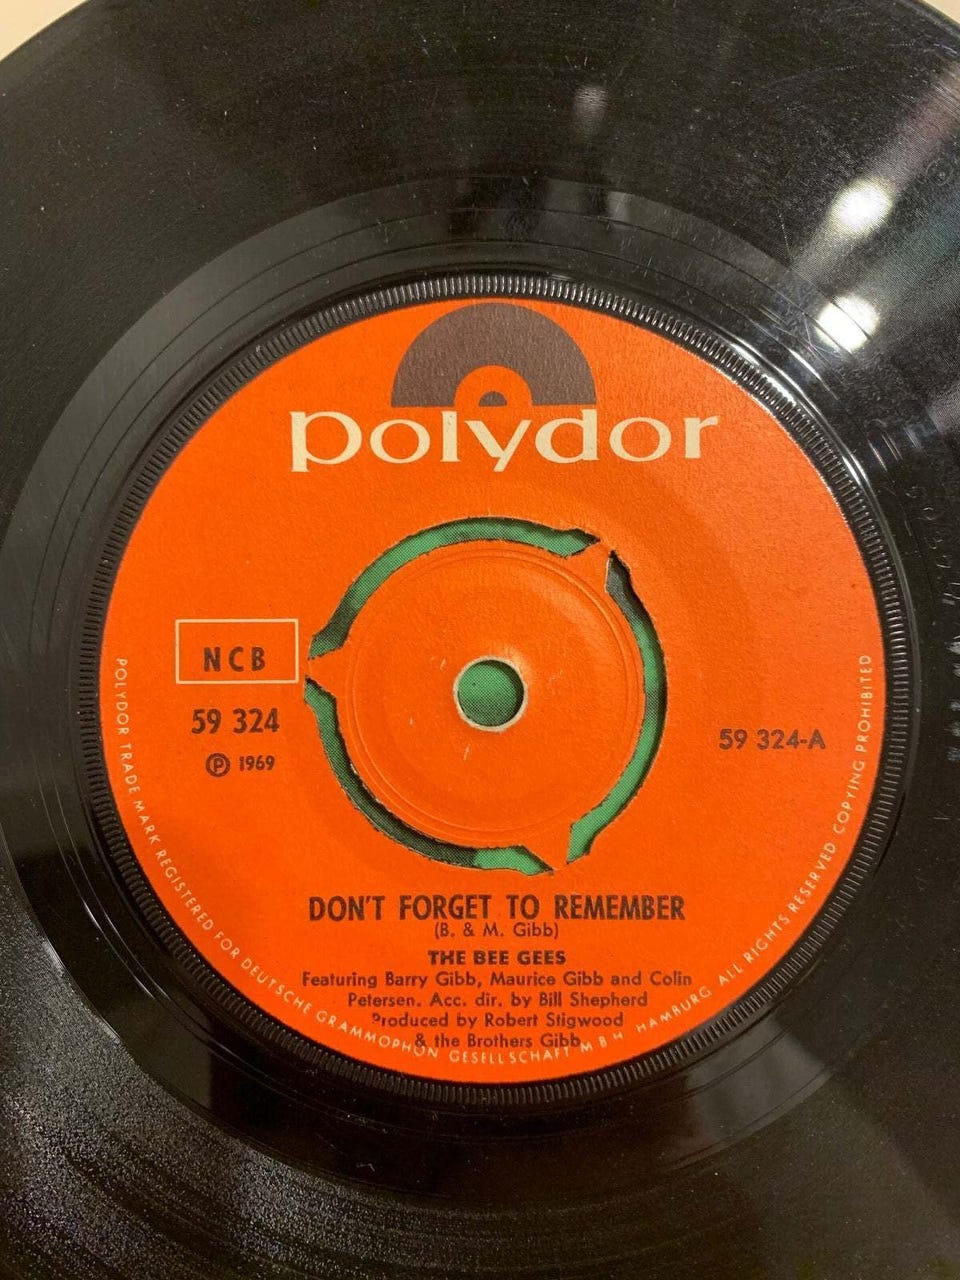 polydor
NCB
59 324
℗ 1969
59 324-A
DON'T FORGET TO REMEMBER
(B. & M. Gibb)
THE BEE GEES
Featuring Barry Gibb, Maurice Gibb and Colin
Petersen. Acc. dir. by Bill Shepherd
Produced by Robert Stigwood
& the Brothers Gibb
POLYDOR TRADE MARK REGISTERED FOR DEUTSCHE GRAMMOPHON GESELLSCHAFT MBH HAMBURG ALL RIGHTS RESERVED COPYING PROHIBITED